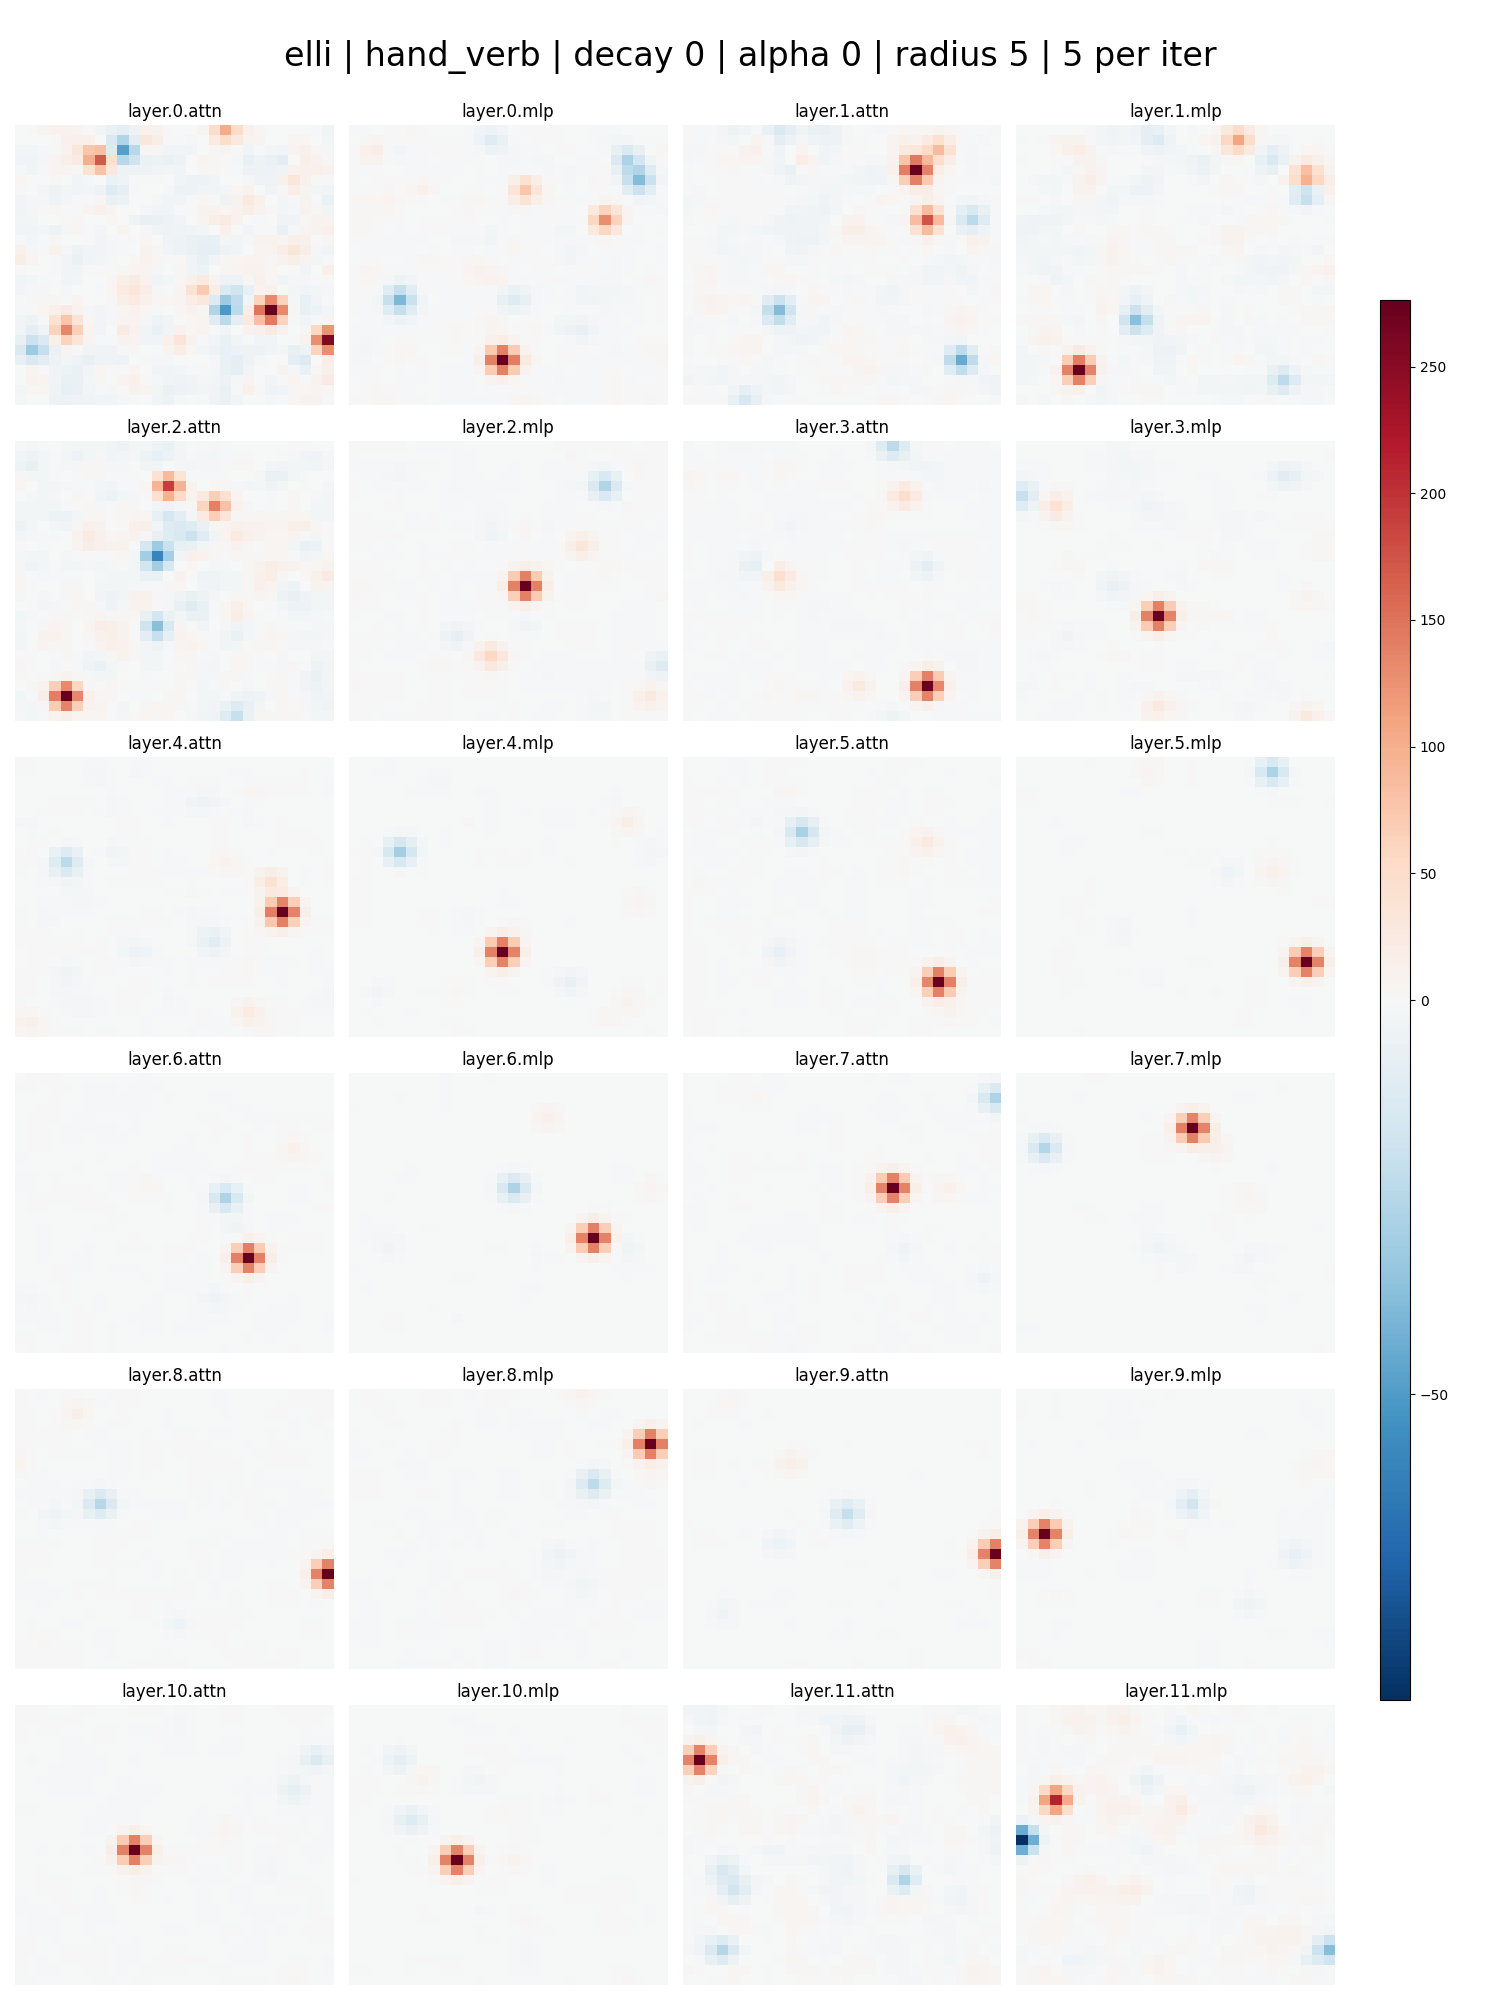 elli | hand_verb | decay 0 | alpha 0 | radius 5 | 5 per iter
layer.0.attn
layer.0.mlp
layer.1.attn
layer.1.mlp
layer.2.attn
layer.2.mlp
layer.3.attn
layer.3.mlp
layer.4.attn
layer.4.mlp
layer.5.attn
layer.5.mlp
layer.6.attn
layer.6.mlp
layer.7.attn
layer.7.mlp
layer.8.attn
layer.8.mlp
layer.9.attn
layer.9.mlp
layer.10.attn
layer.10.mlp
layer.11.attn
layer.11.mlp
250
200
150
100
50
0
−50